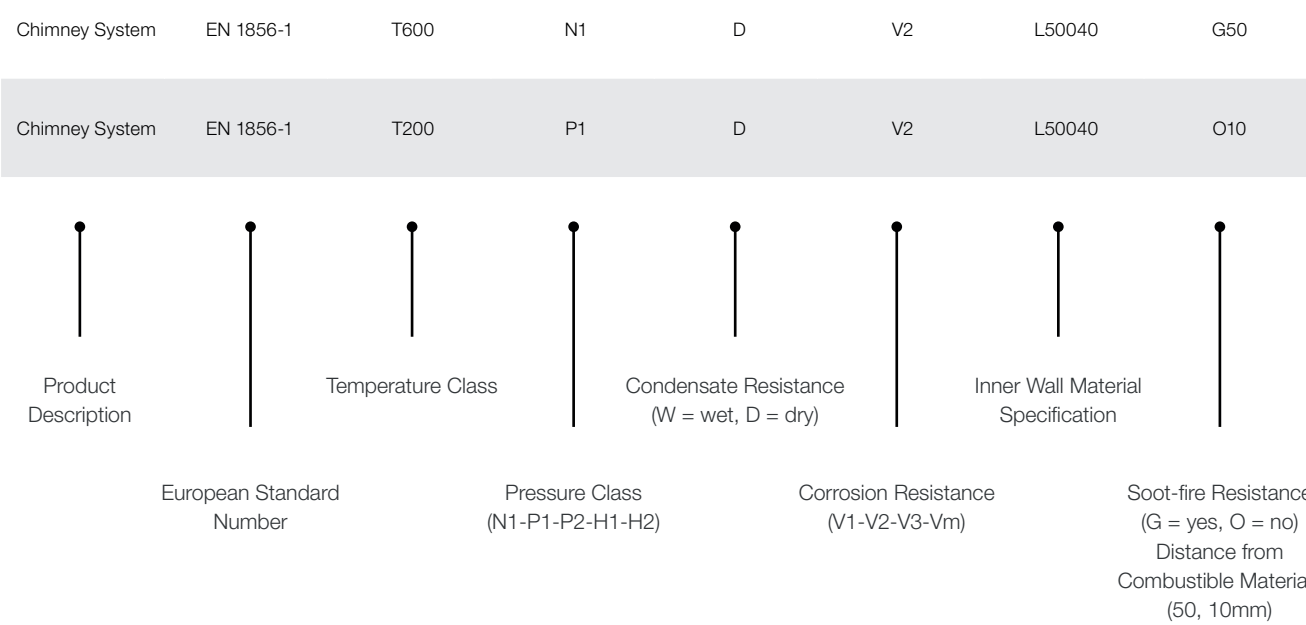 Chimney System EN 1856-1 T600 N1 D V2 L50040 G50
Chimney System EN 1856-1 T200 P1 D V2 L50040 O10
Product
Description
Temperature Class
Condensate Resistance
(W = wet, D = dry)
Inner Wall Material
Specification
European Standard
Number
Pressure Class
(N1-P1-P2-H1-H2)
Corrosion Resistance
(V1-V2-V3-Vm)
Soot-fire Resistance
(G = yes, O = no)
Distance from
Combustible Materia
(50, 10mm)